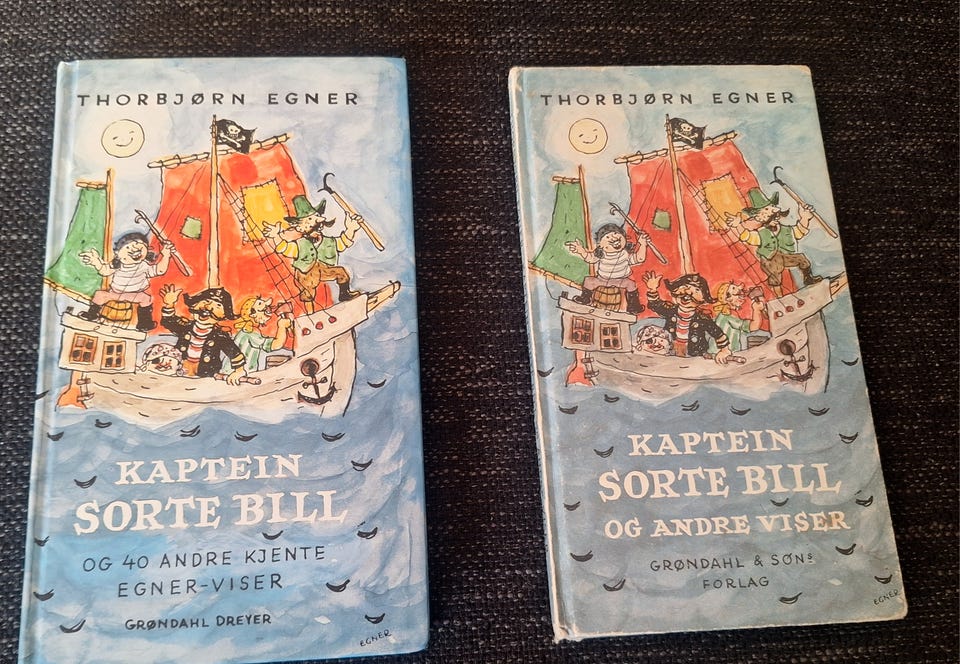 THORBJØRN EGNER
KAPTEIN
SORTE BILL
OG 40 ANDRE KJENTE
EGNER-VISER
GRØNDAHL DREYER
EGNER
THORBJØRN EGNER
KAPTEIN
SORTE BILL
OG ANDRE VISER
GRØNDAHL & SØNs
FORLAG
EGNER